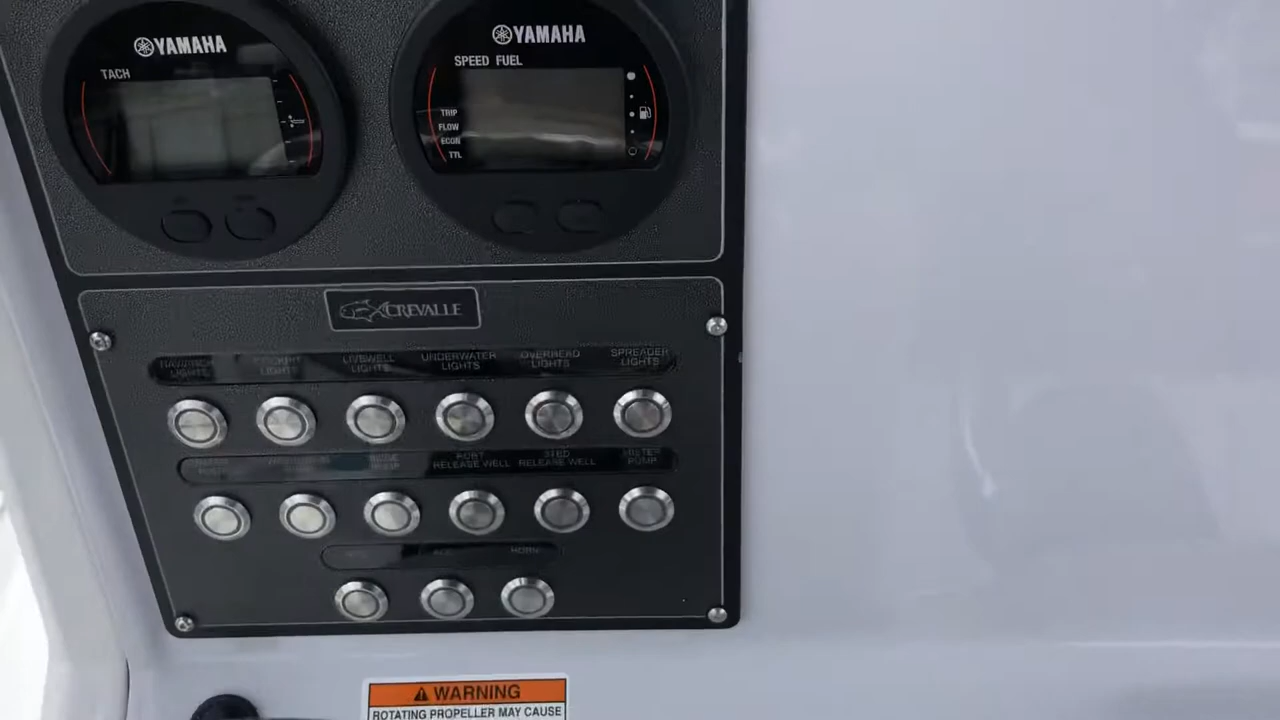 YAMAHA
TACH
YAMAHA
SPEED FUEL
TRIP
FLOW
ECON
TTL
CREVALLE
LIVEWELL LIGHTS
UNDERWATER LIGHTS
OVERHEAD LIGHTS
SPREADER LIGHTS
PORT RELEASE WELL
STBD RELEASE WELL
PUMP
HORN
WARNING
ROTATING PROPELLER MAY CAUSE